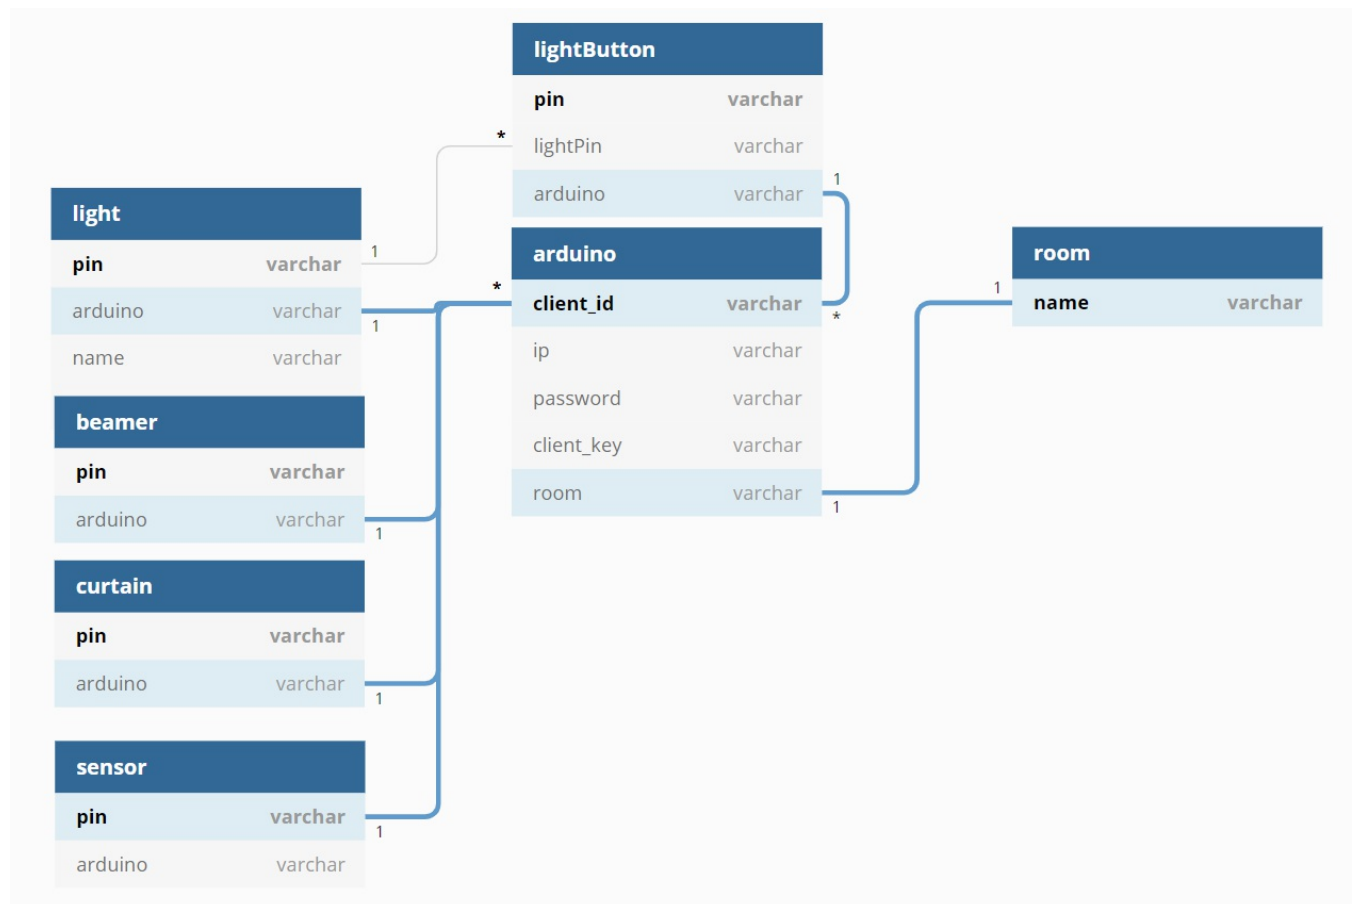 lightButton
pin varchar
lightPin varchar
arduino varchar
*
1
light
pin varchar
1
arduino varchar
1
name varchar
beamer
pin varchar
arduino varchar
1
curtain
pin varchar
arduino varchar
1
sensor
pin varchar
1
arduino varchar
arduino
*
client_id varchar
*
ip varchar
password varchar
client_key varchar
room varchar
1
room
1
name varchar